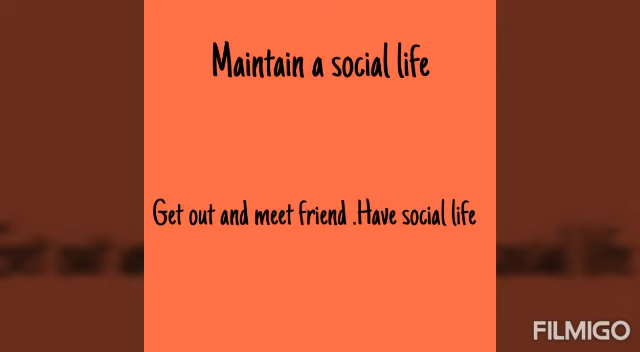 Maintain a social life
Get out and meet friend .Have social life
FILMIGO